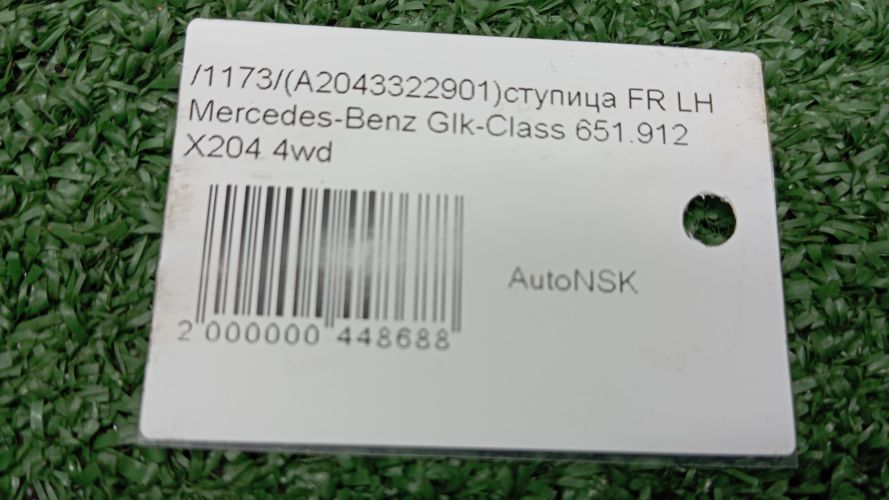 /1173/(A2043322901)ступица FR LH
Mercedes-Benz Glk-Class 651.912
X204 4wd
AutoNSK
2 000000 448688